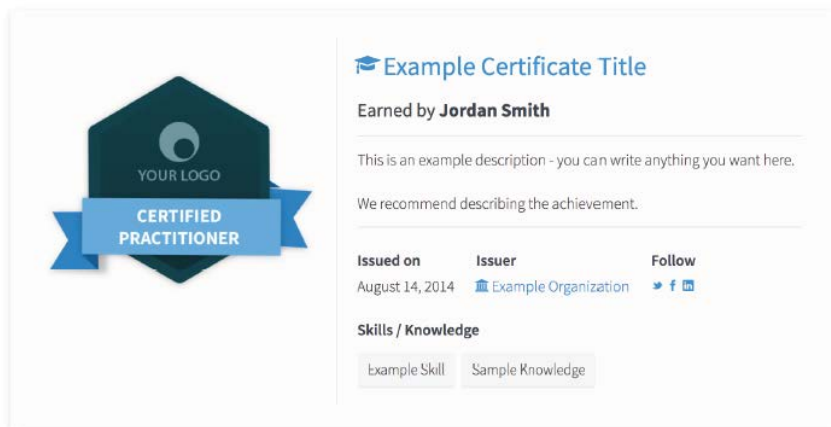 YOUR LOGO
CERTIFIED
PRACTITIONER
Example Certificate Title
Earned by Jordan Smith
This is an example description - you can write anything you want here.
We recommend describing the achievement.
Issued on Issuer Follow
August 14, 2014 Example Organization
Skills / Knowledge
Example Skill Sample Knowledge